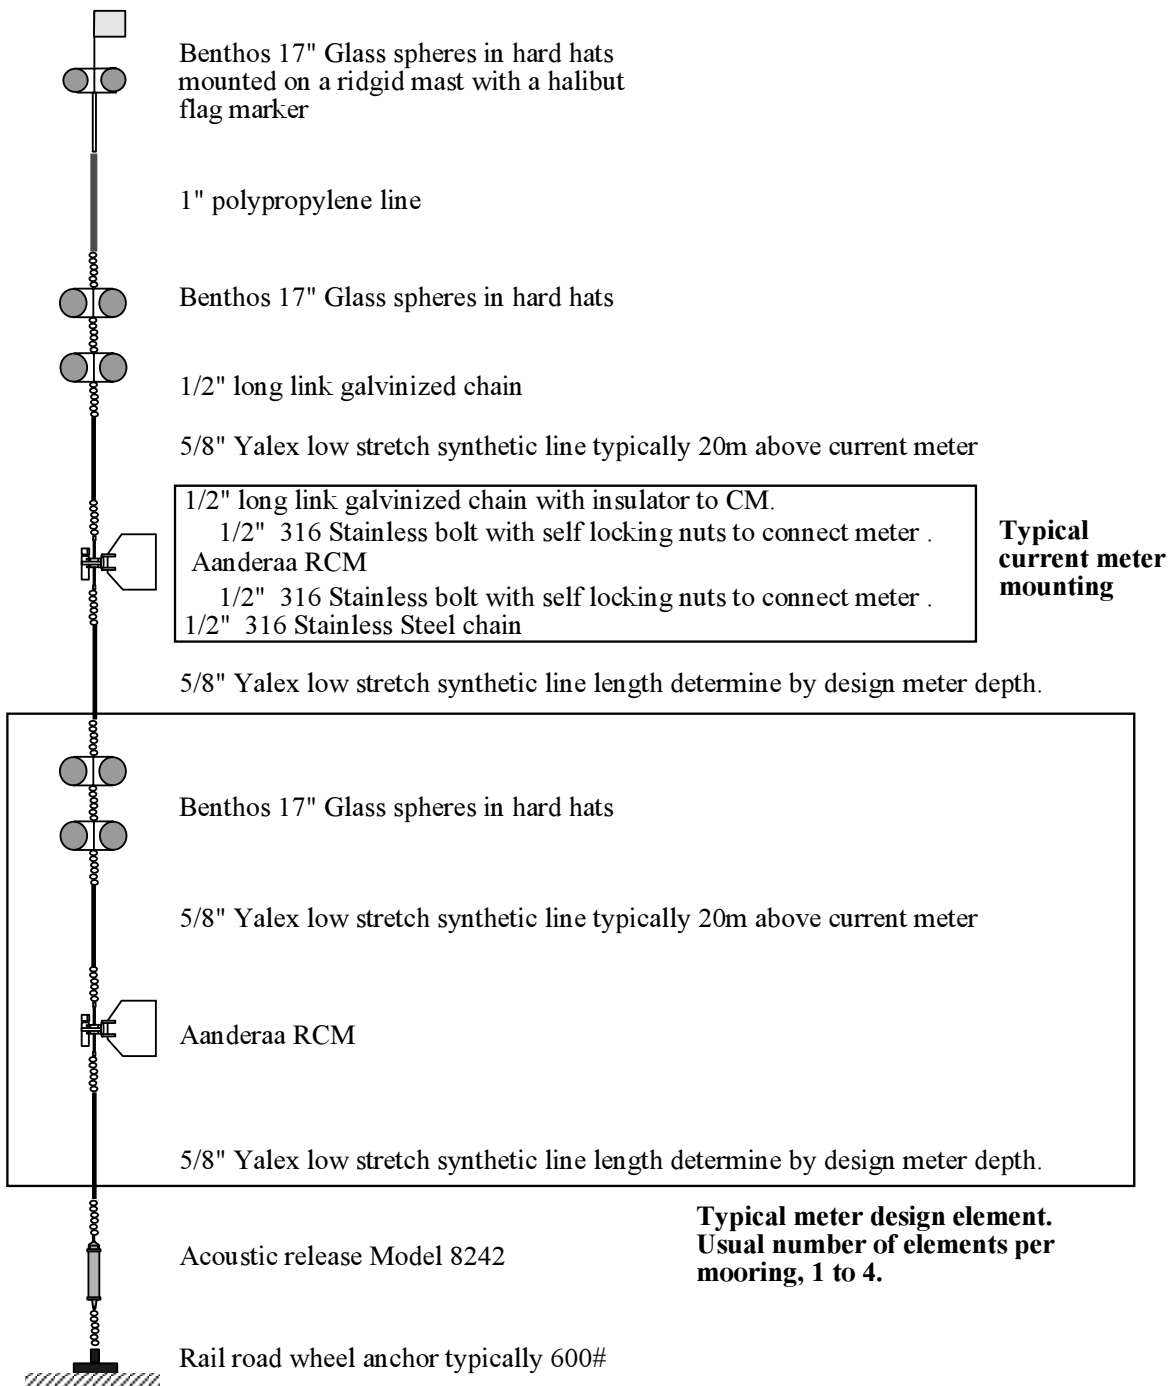 Benthos 17" Glass spheres in hard hats
mounted on a ridgid mast with a halibut
flag marker
1" polypropylene line
Benthos 17" Glass spheres in hard hats
1/2" long link galvinized chain
5/8" Yalex low stretch synthetic line typically 20m above current meter
1/2" long link galvinized chain with insulator to CM.
1/2" 316 Stainless bolt with self locking nuts to connect meter .
Aanderaa RCM
1/2" 316 Stainless bolt with self locking nuts to connect meter .
1/2" 316 Stainless Steel chain
Typical
current meter
mounting
5/8" Yalex low stretch synthetic line length determine by design meter depth.
Benthos 17" Glass spheres in hard hats
5/8" Yalex low stretch synthetic line typically 20m above current meter
Aanderaa RCM
5/8" Yalex low stretch synthetic line length determine by design meter depth.
Typical meter design element.
Usual number of elements per
mooring, 1 to 4.
Acoustic release Model 8242
Rail road wheel anchor typically 600#